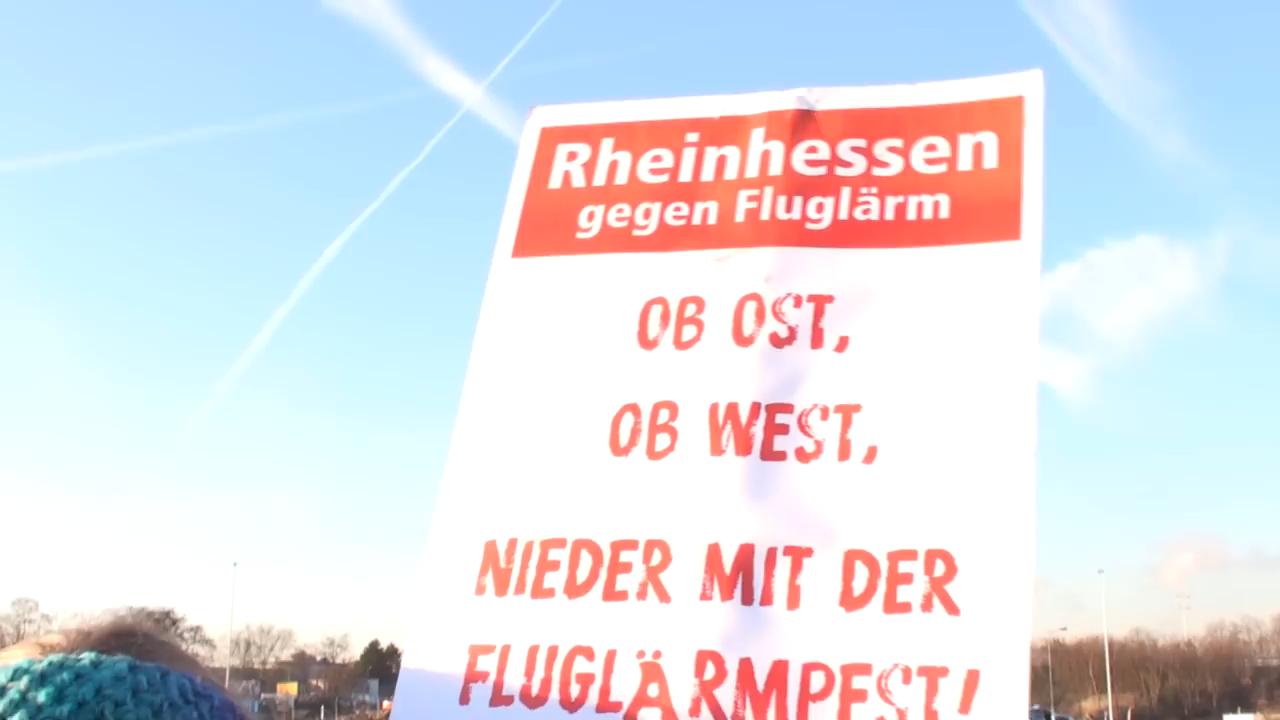 Rheinhessen
gegen Fluglärm
OB OST,
OB WEST,
NIEDER MIT DER
FLUGLÄRMPEST!